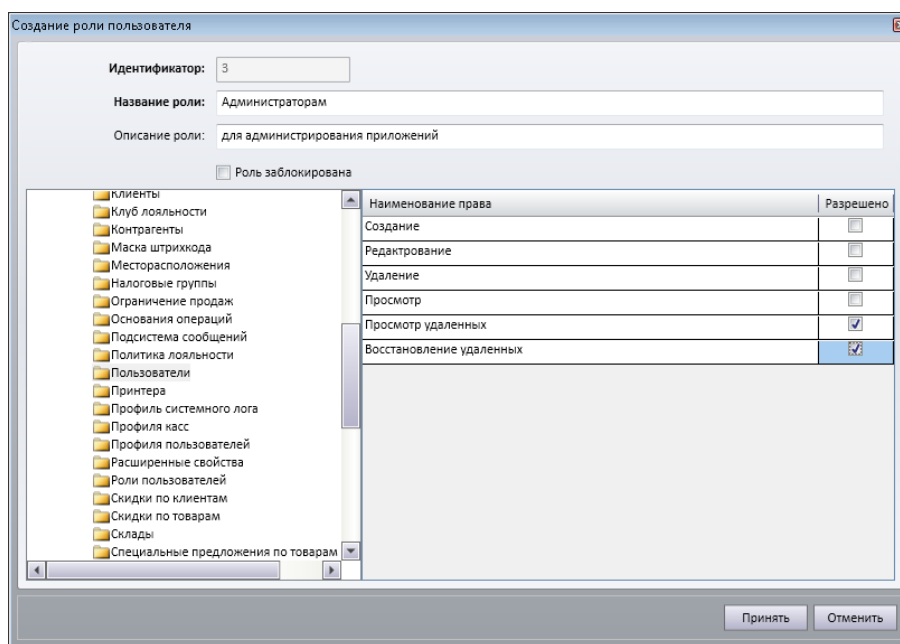 Создание роли пользователя
Идентификатор: 3
Название роли: Администраторам
Описание роли: для администрирования приложений
Роль заблокирована
Клиенты
Клуб лояльности
Контрагенты
Маска штрихкода
Месторасположения
Налоговые группы
Ограничение продаж
Основания операций
Подсистема сообщений
Политика лояльности
Пользователи
Принтера
Профиль системного лога
Профиля касс
Профиля пользователей
Расширенные свойства
Роли пользователей
Скидки по клиентам
Скидки по товарам
Склады
Специальные предложения по товарам
Наименование права Разрешено
Создание
Редактрование
Удаление
Просмотр
Просмотр удаленных
Восстановление удаленных
Принять Отменить